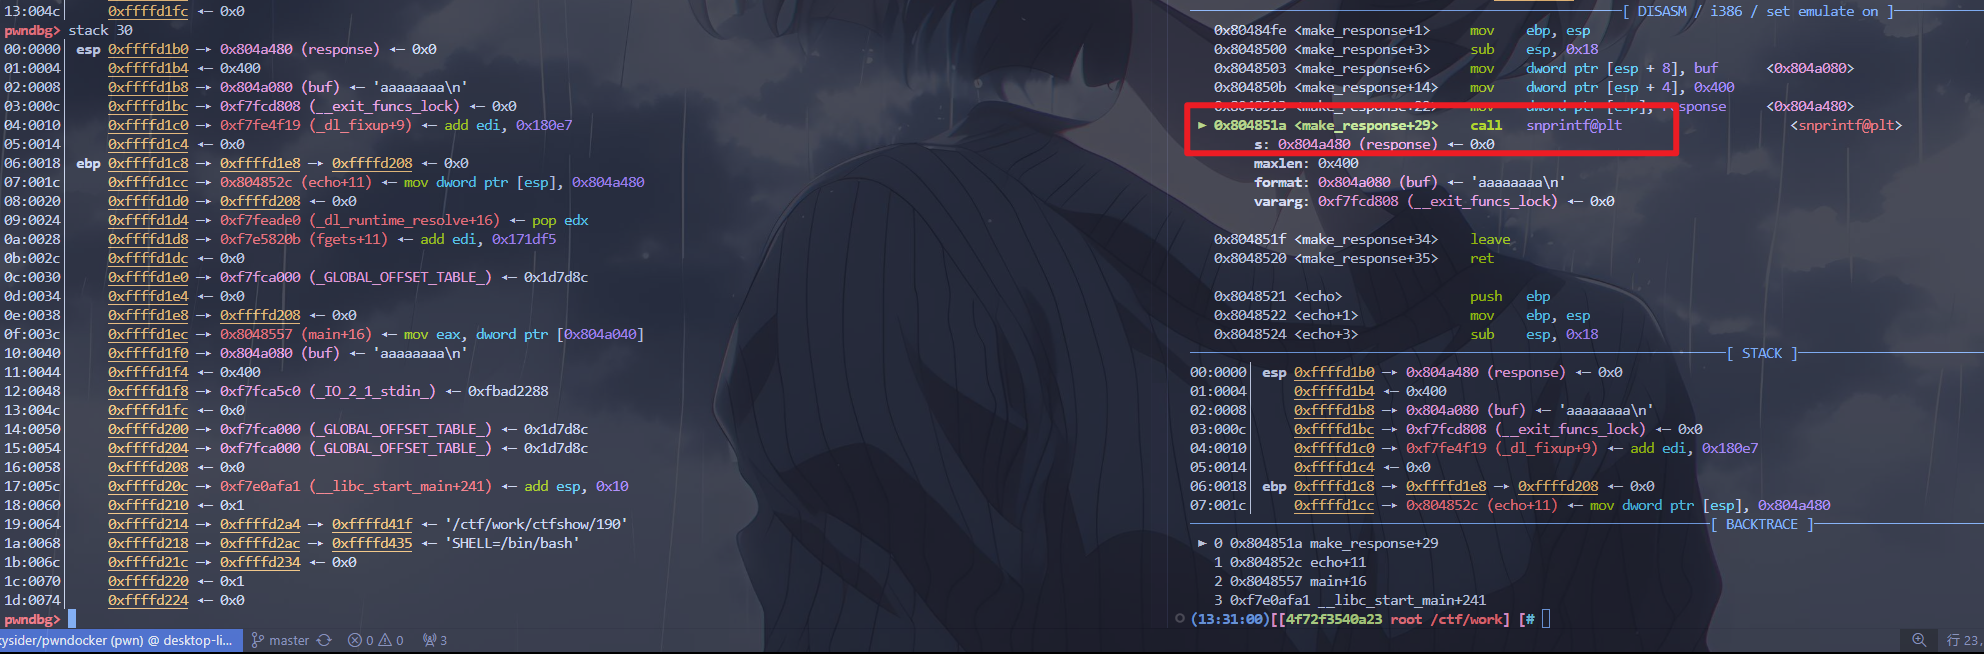 13:004c 0xffffd1fc ◂— 0x0
pwndbg> stack 30
00:0000 esp 0xffffd1b0 —▸ 0x804a480 (response) ◂— 0x0
01:0004 0xffffd1b4 ◂— 0x400
02:0008 0xffffd1b8 —▸ 0x804a080 (buf) ◂— 'aaaaaaaa\n'
03:000c 0xffffd1bc —▸ 0xf7fcd808 (__exit_funcs_lock) ◂— 0x0
04:0010 0xffffd1c0 —▸ 0xf7fe4f19 (_dl_fixup+9) ◂— add edi, 0x180e7
05:0014 0xffffd1c4 ◂— 0x0
06:0018 ebp 0xffffd1c8 —▸ 0xffffd1e8 —▸ 0xffffd208 ◂— 0x0
07:001c 0xffffd1cc —▸ 0x804852c (echo+11) ◂— mov dword ptr [esp], 0x804a480
08:0020 0xffffd1d0 —▸ 0xffffd208 ◂— 0x0
09:0024 0xffffd1d4 —▸ 0xf7feade0 (_dl_runtime_resolve+16) ◂— pop edx
0a:0028 0xffffd1d8 —▸ 0xf7e5820b (fgets+11) ◂— add edi, 0x171df5
0b:002c 0xffffd1dc ◂— 0x0
0c:0030 0xffffd1e0 —▸ 0xf7fca000 (_GLOBAL_OFFSET_TABLE_) ◂— 0x1d7d8c
0d:0034 0xffffd1e4 ◂— 0x0
0e:0038 0xffffd1e8 —▸ 0xffffd208 ◂— 0x0
0f:003c 0xffffd1ec —▸ 0x8048557 (main+16) ◂— mov eax, dword ptr [0x804a040]
10:0040 0xffffd1f0 —▸ 0x804a080 (buf) ◂— 'aaaaaaaa\n'
11:0044 0xffffd1f4 ◂— 0x400
12:0048 0xffffd1f8 —▸ 0xf7fca5c0 (_IO_2_1_stdin_) ◂— 0xfbad2288
13:004c 0xffffd1fc ◂— 0x0
14:0050 0xffffd200 —▸ 0xf7fca000 (_GLOBAL_OFFSET_TABLE_) ◂— 0x1d7d8c
15:0054 0xffffd204 —▸ 0xf7fca000 (_GLOBAL_OFFSET_TABLE_) ◂— 0x1d7d8c
16:0058 0xffffd208 ◂— 0x0
17:005c 0xffffd20c —▸ 0xf7e0afa1 (__libc_start_main+241) ◂— add esp, 0x10
18:0060 0xffffd210 ◂— 0x1
19:0064 0xffffd214 —▸ 0xffffd2a4 —▸ 0xffffd41f ◂— '/ctf/work/ctfshow/190'
1a:0068 0xffffd218 —▸ 0xffffd2ac —▸ 0xffffd435 ◂— 'SHELL=/bin/bash'
1b:006c 0xffffd21c —▸ 0xffffd234 ◂— 0x0
1c:0070 0xffffd220 ◂— 0x1
1d:0074 0xffffd224 ◂— 0x0
pwndbg>
[ DISASM / i386 / set emulate on ]
0x80484fe <make_response+1> mov ebp, esp
0x8048500 <make_response+3> sub esp, 0x18
0x8048503 <make_response+6> mov dword ptr [esp + 8], buf <0x804a080>
0x804850b <make_response+14> mov dword ptr [esp + 4], 0x400
0x8048513 <make_response+22> mov dword ptr [esp], response <0x804a480>
► 0x804851a <make_response+29> call snprintf@plt <snprintf@plt>
s: 0x804a480 (response) ◂— 0x0
maxlen: 0x400
format: 0x804a080 (buf) ◂— 'aaaaaaaa\n'
vararg: 0xf7fcd808 (__exit_funcs_lock) ◂— 0x0
0x804851f <make_response+34> leave
0x8048520 <make_response+35> ret
0x8048521 <echo> push ebp
0x8048522 <echo+1> mov ebp, esp
0x8048524 <echo+3> sub esp, 0x18
[ STACK ]
00:0000 esp 0xffffd1b0 —▸ 0x804a480 (response) ◂— 0x0
01:0004 0xffffd1b4 ◂— 0x400
02:0008 0xffffd1b8 —▸ 0x804a080 (buf) ◂— 'aaaaaaaa\n'
03:000c 0xffffd1bc —▸ 0xf7fcd808 (__exit_funcs_lock) ◂— 0x0
04:0010 0xffffd1c0 —▸ 0xf7fe4f19 (_dl_fixup+9) ◂— add edi, 0x180e7
05:0014 0xffffd1c4 ◂— 0x0
06:0018 ebp 0xffffd1c8 —▸ 0xffffd1e8 —▸ 0xffffd208 ◂— 0x0
07:001c 0xffffd1cc —▸ 0x804852c (echo+11) ◂— mov dword ptr [esp], 0x804a480
[ BACKTRACE ]
► 0 0x804851a make_response+29
1 0x804852c echo+11
2 0x8048557 main+16
3 0xf7e0afa1 __libc_start_main+241
(13:31:00)[[4f72f3540a23 root /ctf/work] [#
kysider/pwndocker (pwn) @ desktop-li... master 0 0 3
行 23,